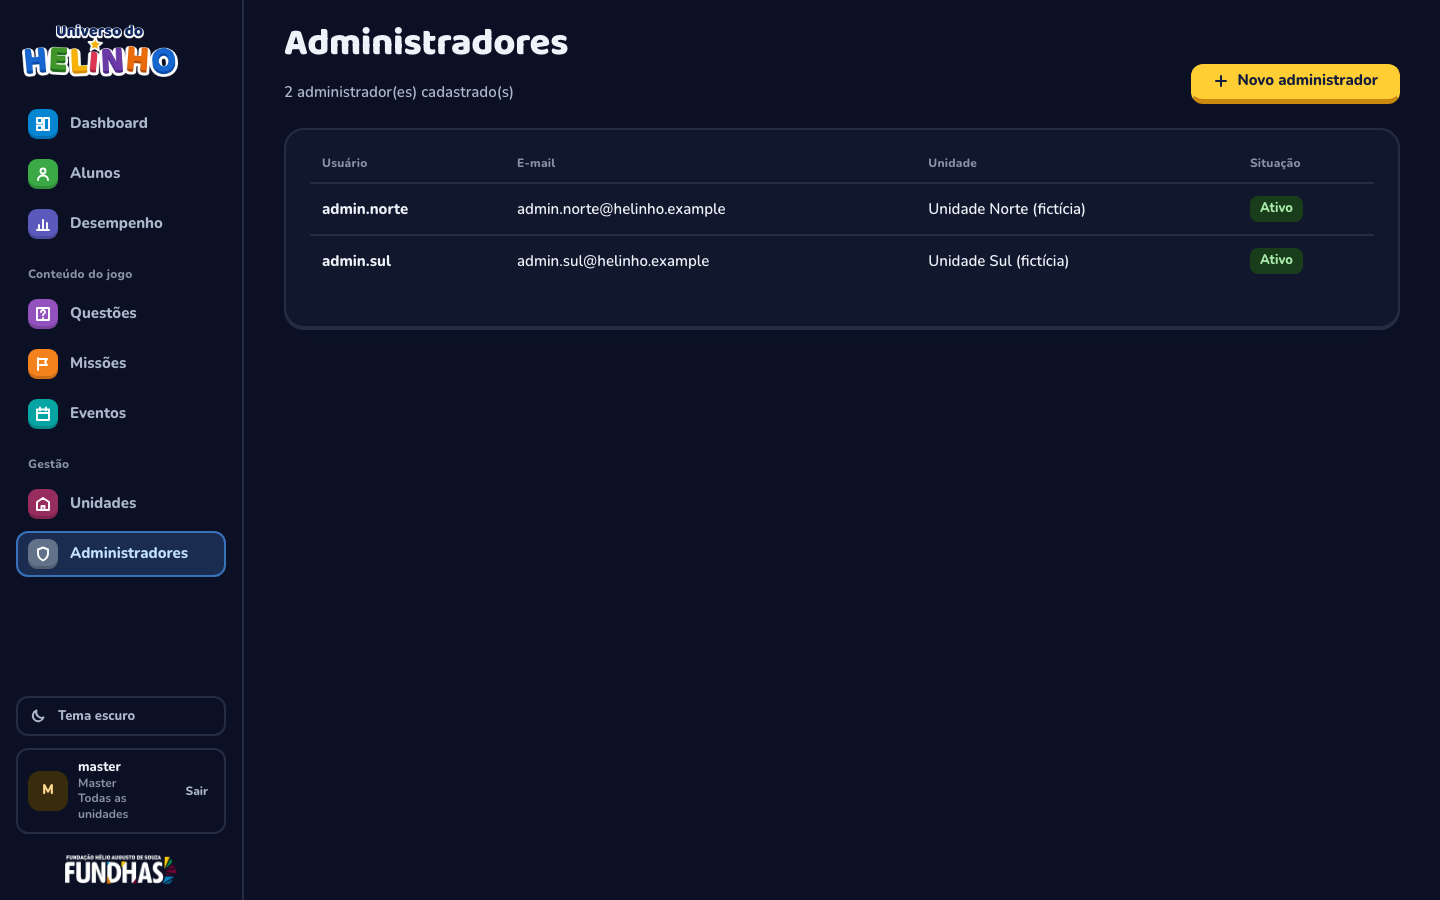 Universo do
HELINHO
Dashboard
Alunos
Desempenho
Conteúdo do jogo
Questões
Missões
Eventos
Gestão
Unidades
Administradores
Tema escuro
M
master
Master
Todas as
unidades
Sair
FUNDAÇÃO HÉLIO AUGUSTO DE SOUZA
FUNDHAS
Administradores
2 administrador(es) cadastrado(s)
Novo administrador
Usuário E-mail Unidade Situação
admin.norte admin.norte@helinho.example Unidade Norte (fictícia) Ativo
admin.sul admin.sul@helinho.example Unidade Sul (fictícia) Ativo